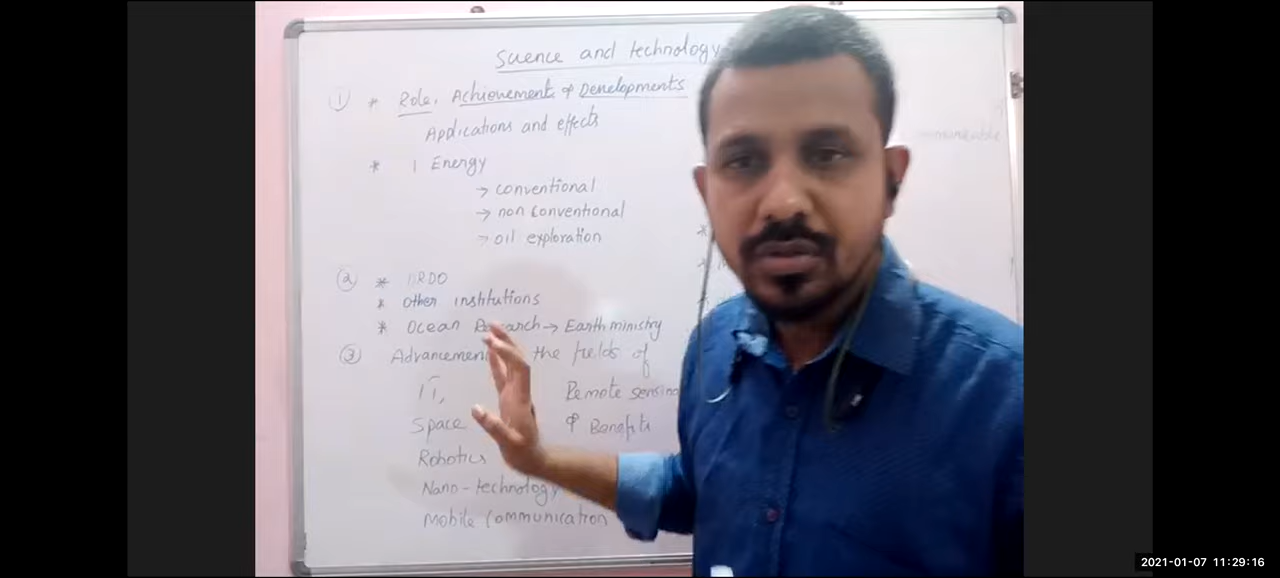 Science and technology
① * Role, Achievement & Developments
Applications and effects
* 1 Energy
→ conventional
→ non conventional
→ oil exploration
② * DRDO
* Other institutions
* Ocean Research → Earth ministry
③ Advancement the fields of
IT, Remote sensing
Space & Benefits
Robotics
Nano-technology
Mobile communication
2021-01-07 11:29:16